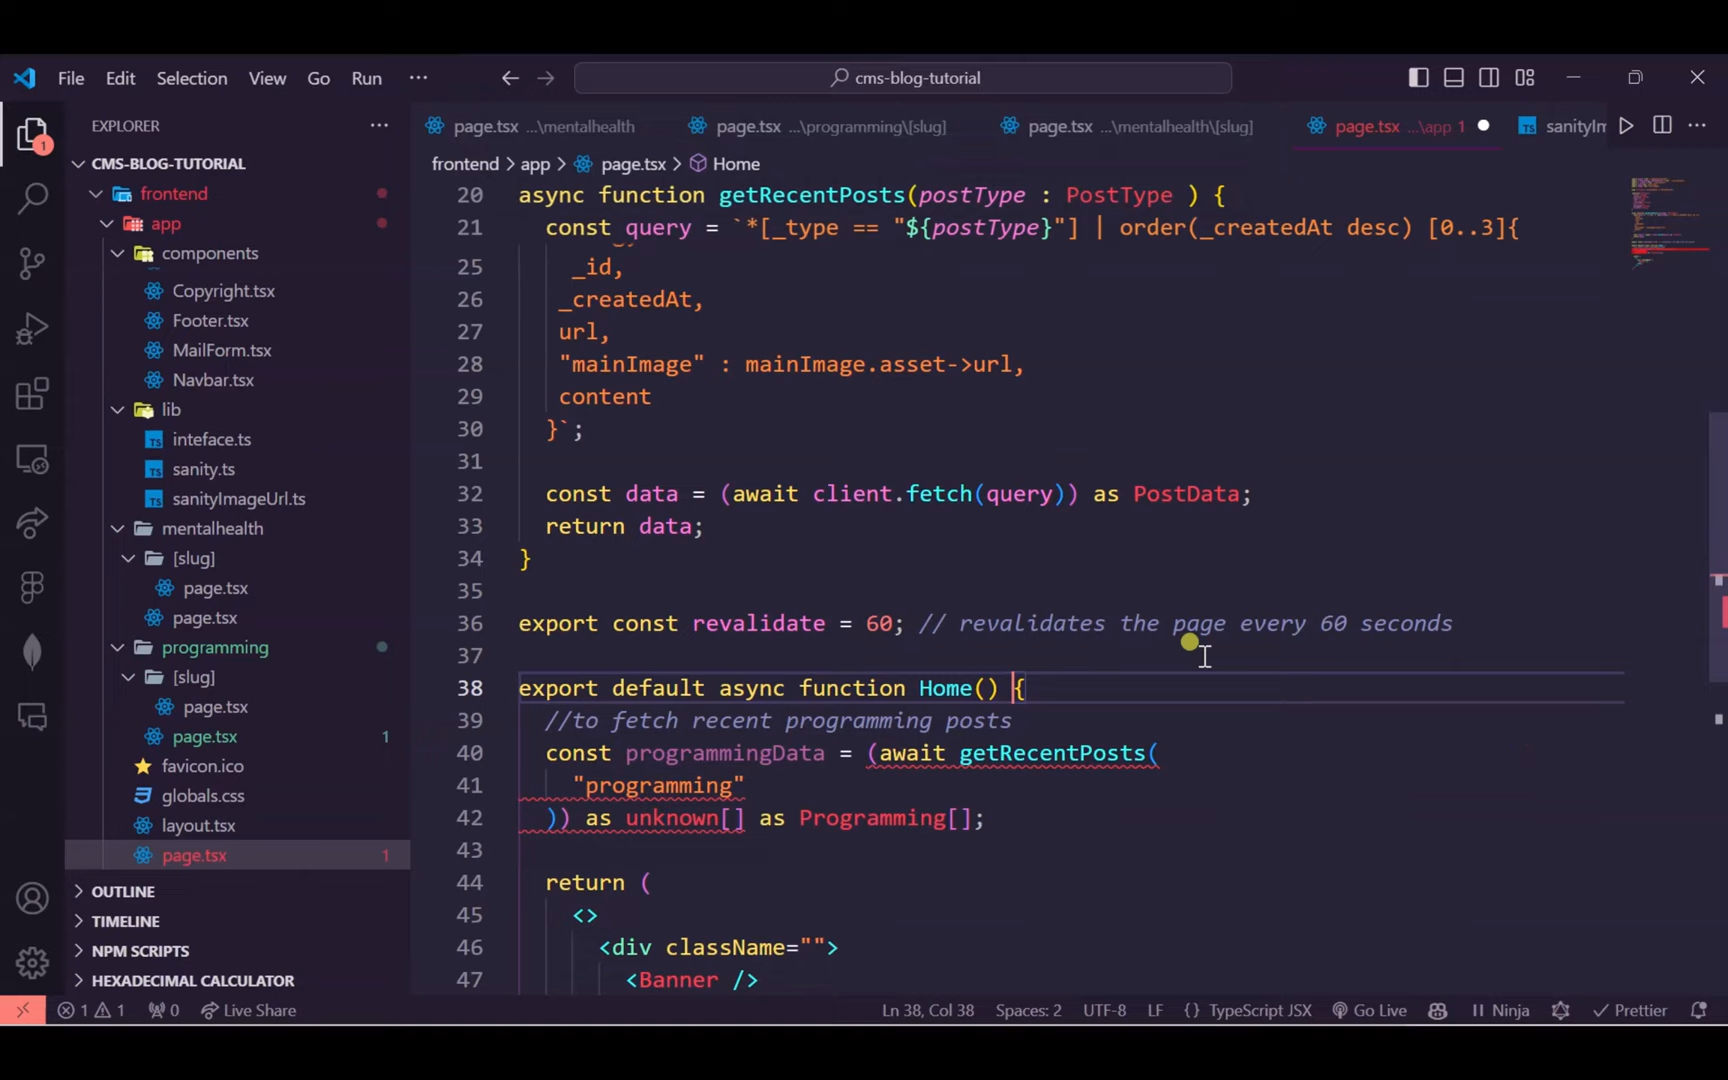 File Edit Selection View Go Run ··· cms-blog-tutorial
EXPLORER ···
page.tsx ...\mentalhealth page.tsx ...\programming\[slug] page.tsx ...\mentalhealth\[slug] page.tsx ...\app 1 sanityIm
CMS-BLOG-TUTORIAL
frontend
app
components
Copyright.tsx
Footer.tsx
MailForm.tsx
Navbar.tsx
lib
inteface.ts
sanity.ts
sanityImageUrl.ts
mentalhealth
[slug]
page.tsx
page.tsx
programming
[slug]
page.tsx
page.tsx 1
favicon.ico
globals.css
layout.tsx
page.tsx 1
OUTLINE
TIMELINE
NPM SCRIPTS
HEXADECIMAL CALCULATOR
frontend > app > page.tsx > Home
20 async function getRecentPosts(postType : PostType ) {
21 const query = `*[_type == "${postType}"] | order(_createdAt desc) [0..3]{
25 _id,
26 _createdAt,
27 url,
28 "mainImage" : mainImage.asset->url,
29 content
30 }`;
31
32 const data = (await client.fetch(query)) as PostData;
33 return data;
34 }
35
36 export const revalidate = 60; // revalidates the page every 60 seconds
37
38 export default async function Home() {
39 //to fetch recent programming posts
40 const programmingData = (await getRecentPosts(
41 "programming"
42 )) as unknown[] as Programming[];
43
44 return (
45 <>
46 <div className="">
47 <Banner />
1 1 0 Live Share Ln 38, Col 38 Spaces: 2 UTF-8 LF {} TypeScript JSX Go Live Ninja Prettier